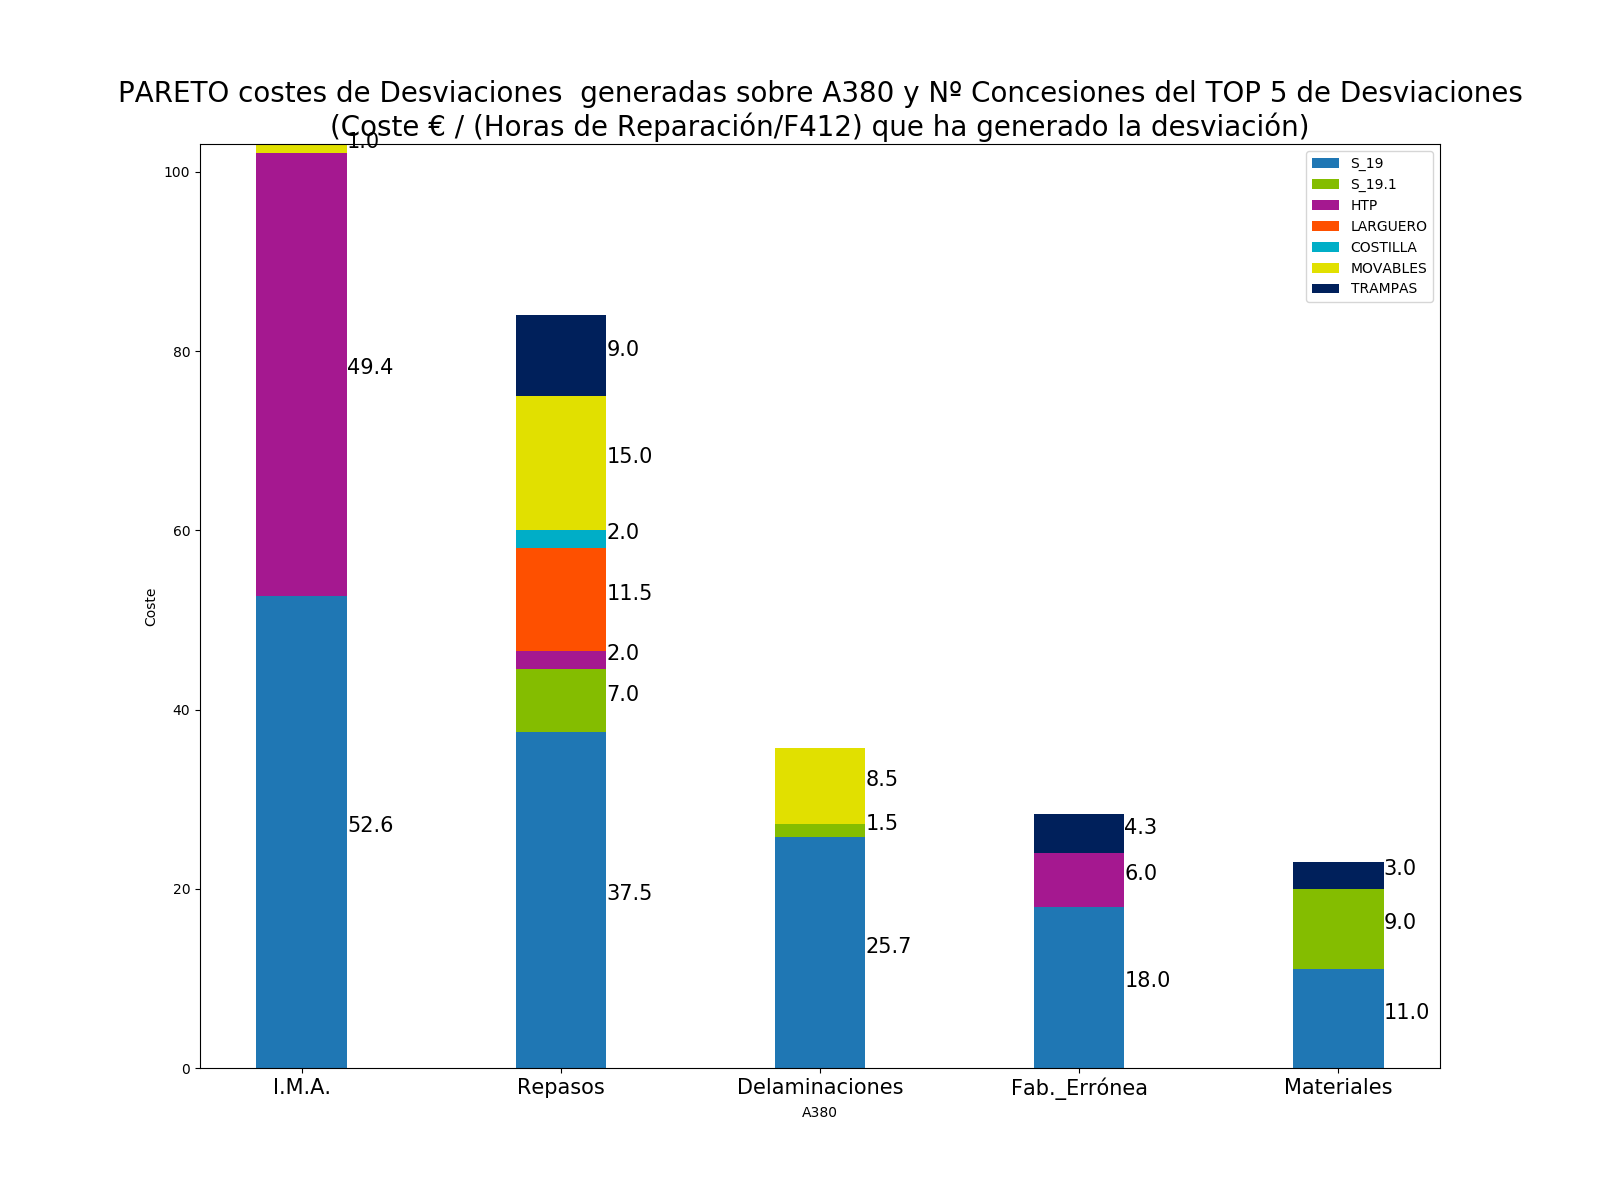 PARETO costes de Desviaciones  generadas sobre A380 y Nº Concesiones del TOP 5 de Desviaciones
(Coste € / (Horas de Reparación/F412) que ha generado la desviación)
1.0
100
S_19
S_19.1
HTP
LARGUERO
COSTILLA
MOVABLES
TRAMPAS
80
9.0
49.4
15.0
60
2.0
11.5
Coste
2.0
7.0
40
8.5
1.5
52.6
4.3
3.0
20
37.5
6.0
9.0
25.7
18.0
11.0
0
I.M.A.
Repasos
Delaminaciones
Fab._Errónea
Materiales
A380